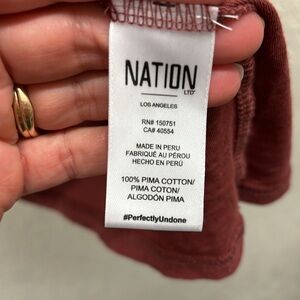 NATION
LTD
LOS ANGELES
RN# 150751
CA# 40554
MADE IN PERU
FABRIQUÉ AU PÉROU
HECHO EN PERÚ
100% PIMA COTTON/
PIMA COTON/
ALGODÓN PIMA
#PerfectlyUndone